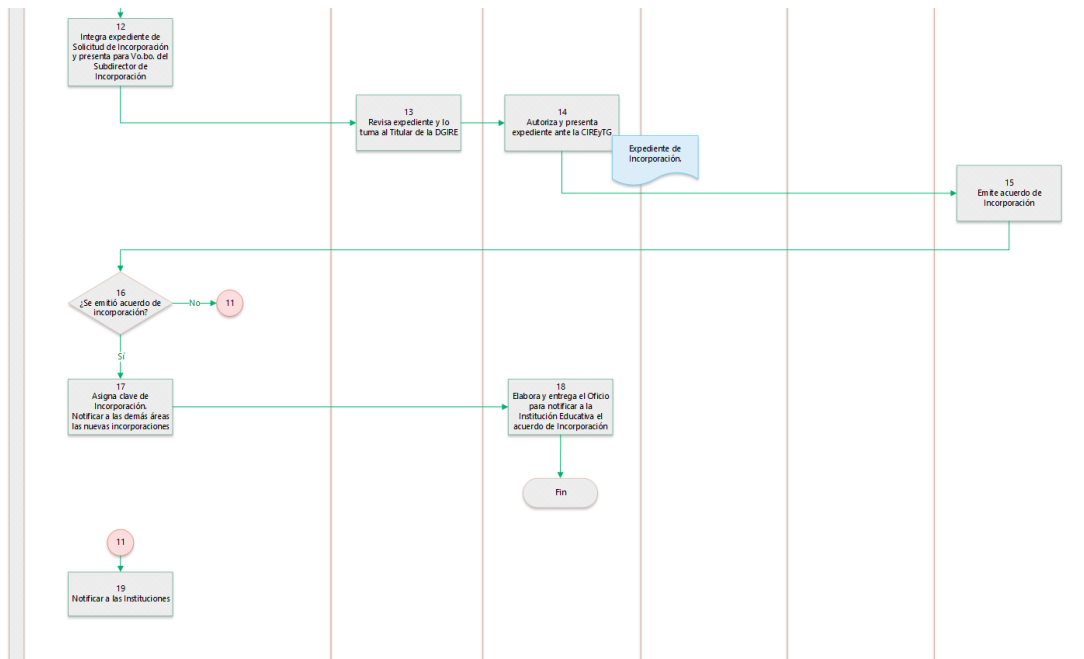 12
Integra expediente de
Solicitud de Incorporación
y presenta para Vo.bo. del
Subdirector de
Incorporación
13
Revisa expediente y lo
turna al Titular de la DGIRE
14
Autoriza y presenta
expediente ante la CIREyTG
Expediente de
Incorporación.
15
Emite acuerdo de
Incorporación
16
¿Se emitió acuerdo de
incorporación?
No
11
Sí
17
Asigna clave de
Incorporación.
Notificar a las demás áreas
las nuevas incorporaciones
18
Elabora y entrega el Oficio
para notificar a la
Institución Educativa el
acuerdo de Incorporación
Fin
11
19
Notificar a las Instituciones